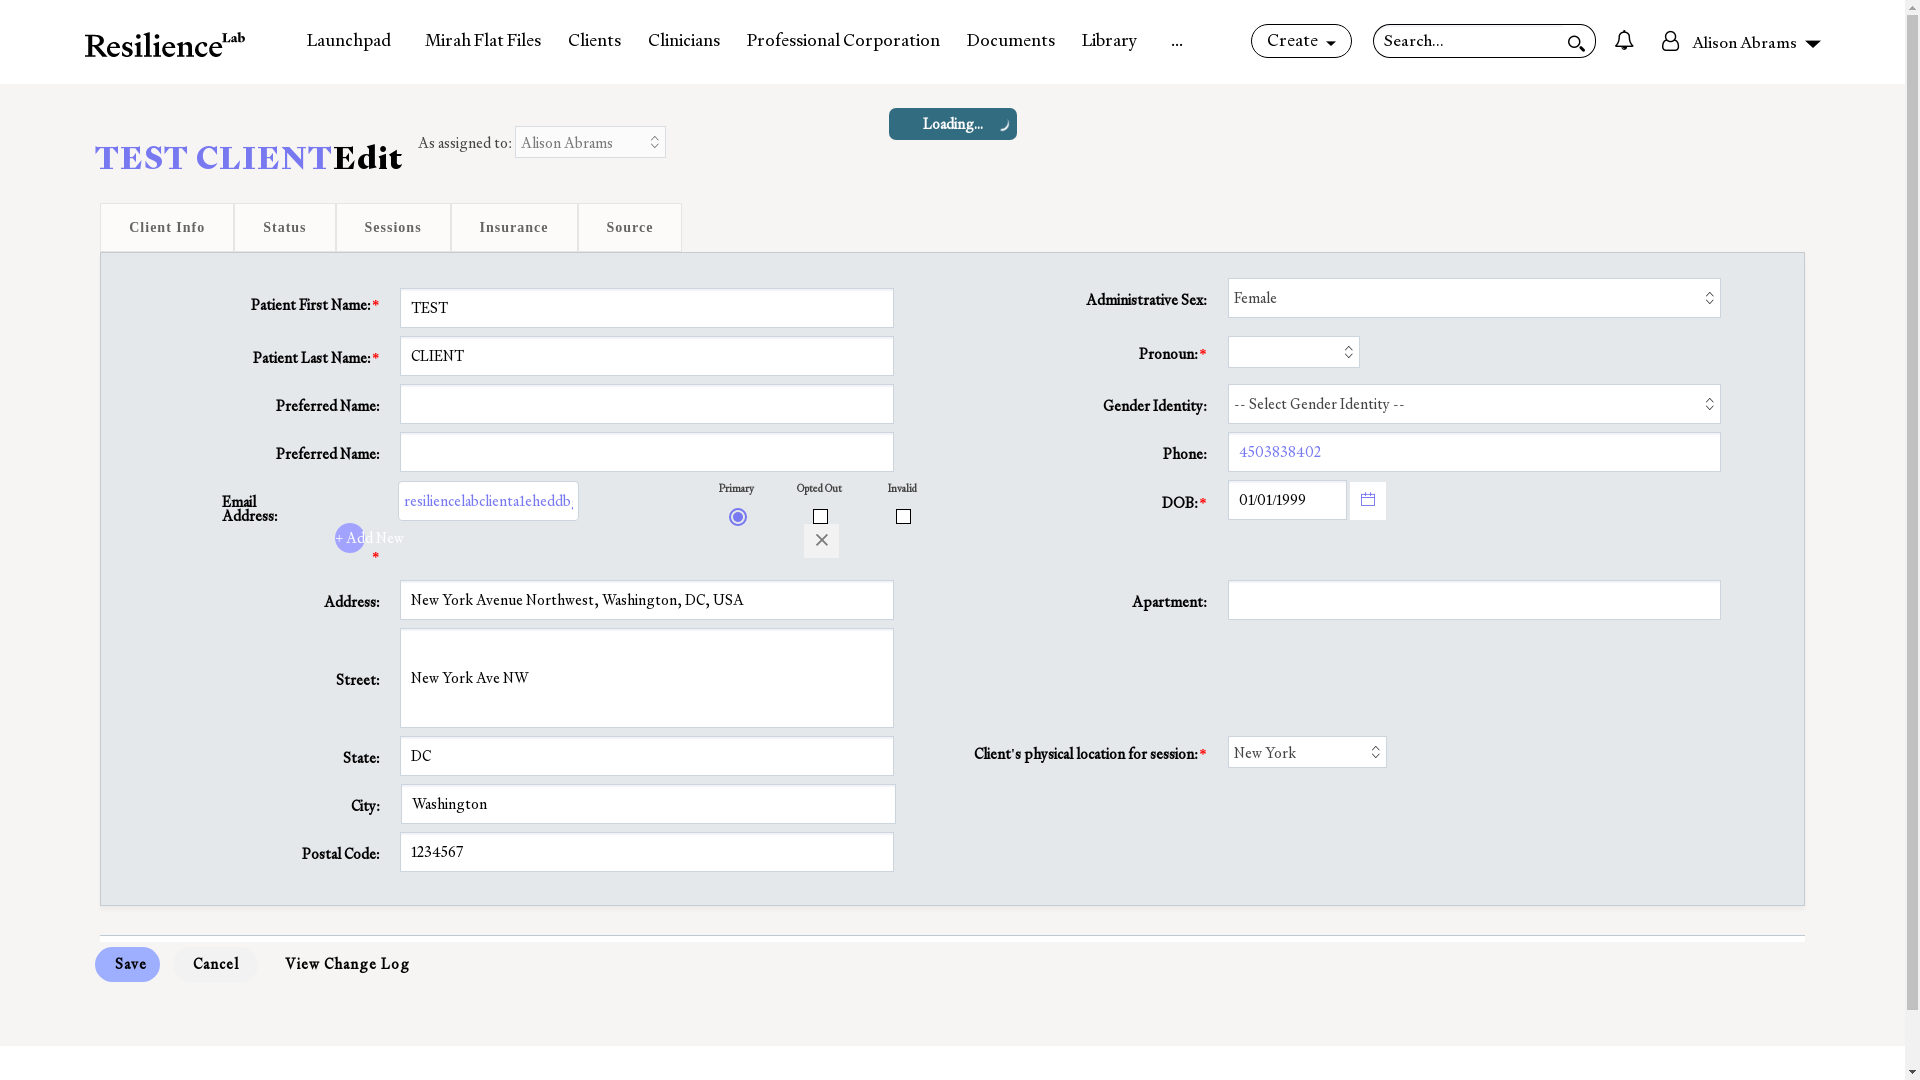 ResilienceLab Launchpad Mirah Flat Files Clients Clinicians Professional Corporation Documents Library ... Create Search... Alison Abrams
Loading...
TEST CLIENTEdit As assigned to: Alison Abrams
Client Info Status Sessions Insurance Source
Patient First Name:* TEST Administrative Sex: Female
Patient Last Name:* CLIENT Pronoun:*
Preferred Name: Gender Identity: -- Select Gender Identity --
Preferred Name: Phone: 4503838402
Email Address: resiliencelabclienta1eheddb Primary Opted Out Invalid DOB:* 01/01/1999
+ Add New
*
Address: New York Avenue Northwest, Washington, DC, USA Apartment:
Street: New York Ave NW
State: DC Client's physical location for session:* New York
City: Washington
Postal Code: 1234567
Save Cancel View Change Log